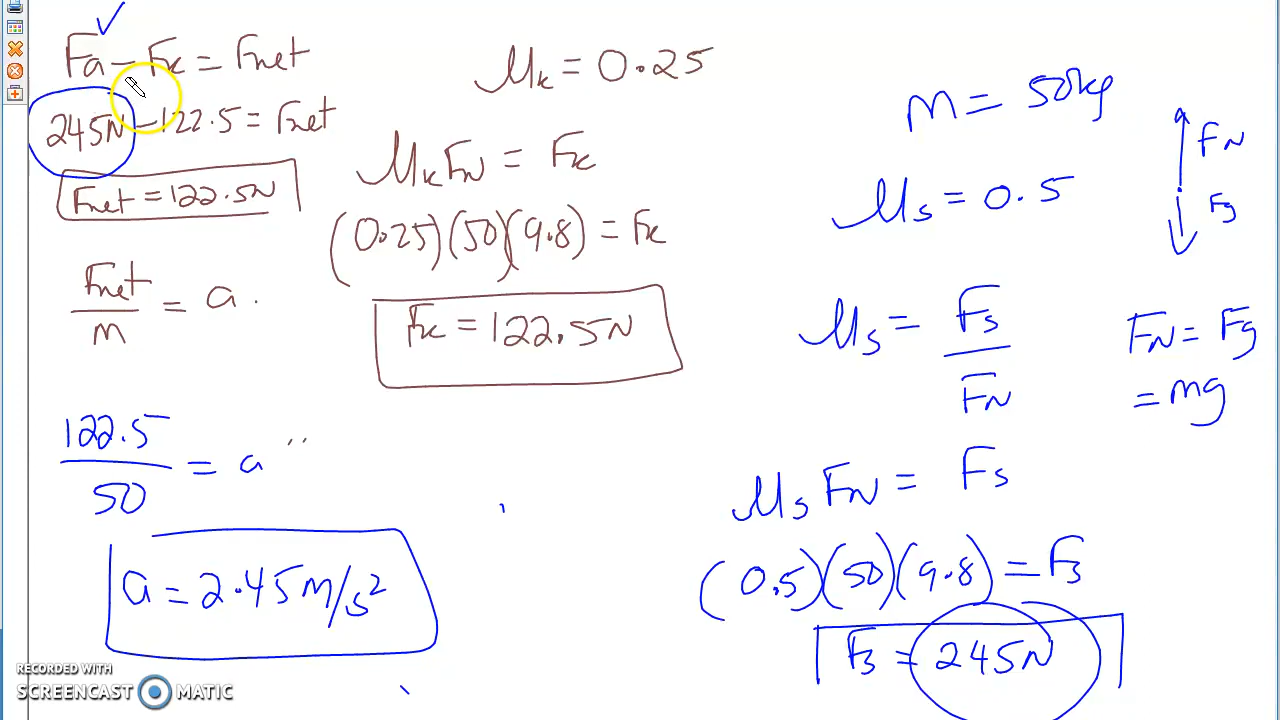 Fa - Fk = Fnet
245N - 122.5 = Fnet
Fnet = 122.5N
Fnet/m = a
122.5/50 = a
a = 2.45m/s²
μk = 0.25
μk FN = Fk
(0.25)(50)(9.8) = Fk
Fk = 122.5N
m = 50kg
μs = 0.5
FN
Fg
μs = Fs/FN
FN = Fg
= mg
μs FN = Fs
(0.5)(50)(9.8) = Fs
Fs = 245N
RECORDED WITH
SCREENCAST MATIC